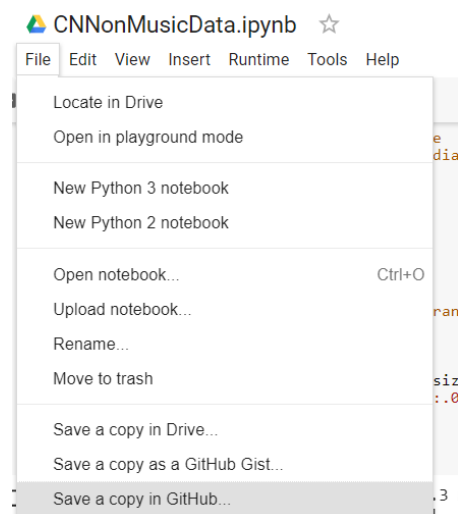 CNNonMusicData.ipynb
File Edit View Insert Runtime Tools Help
Locate in Drive
Open in playground mode
New Python 3 notebook
New Python 2 notebook
Open notebook... Ctrl+O
Upload notebook...
Rename...
Move to trash
Save a copy in Drive...
Save a copy as a GitHub Gist...
Save a copy in GitHub...